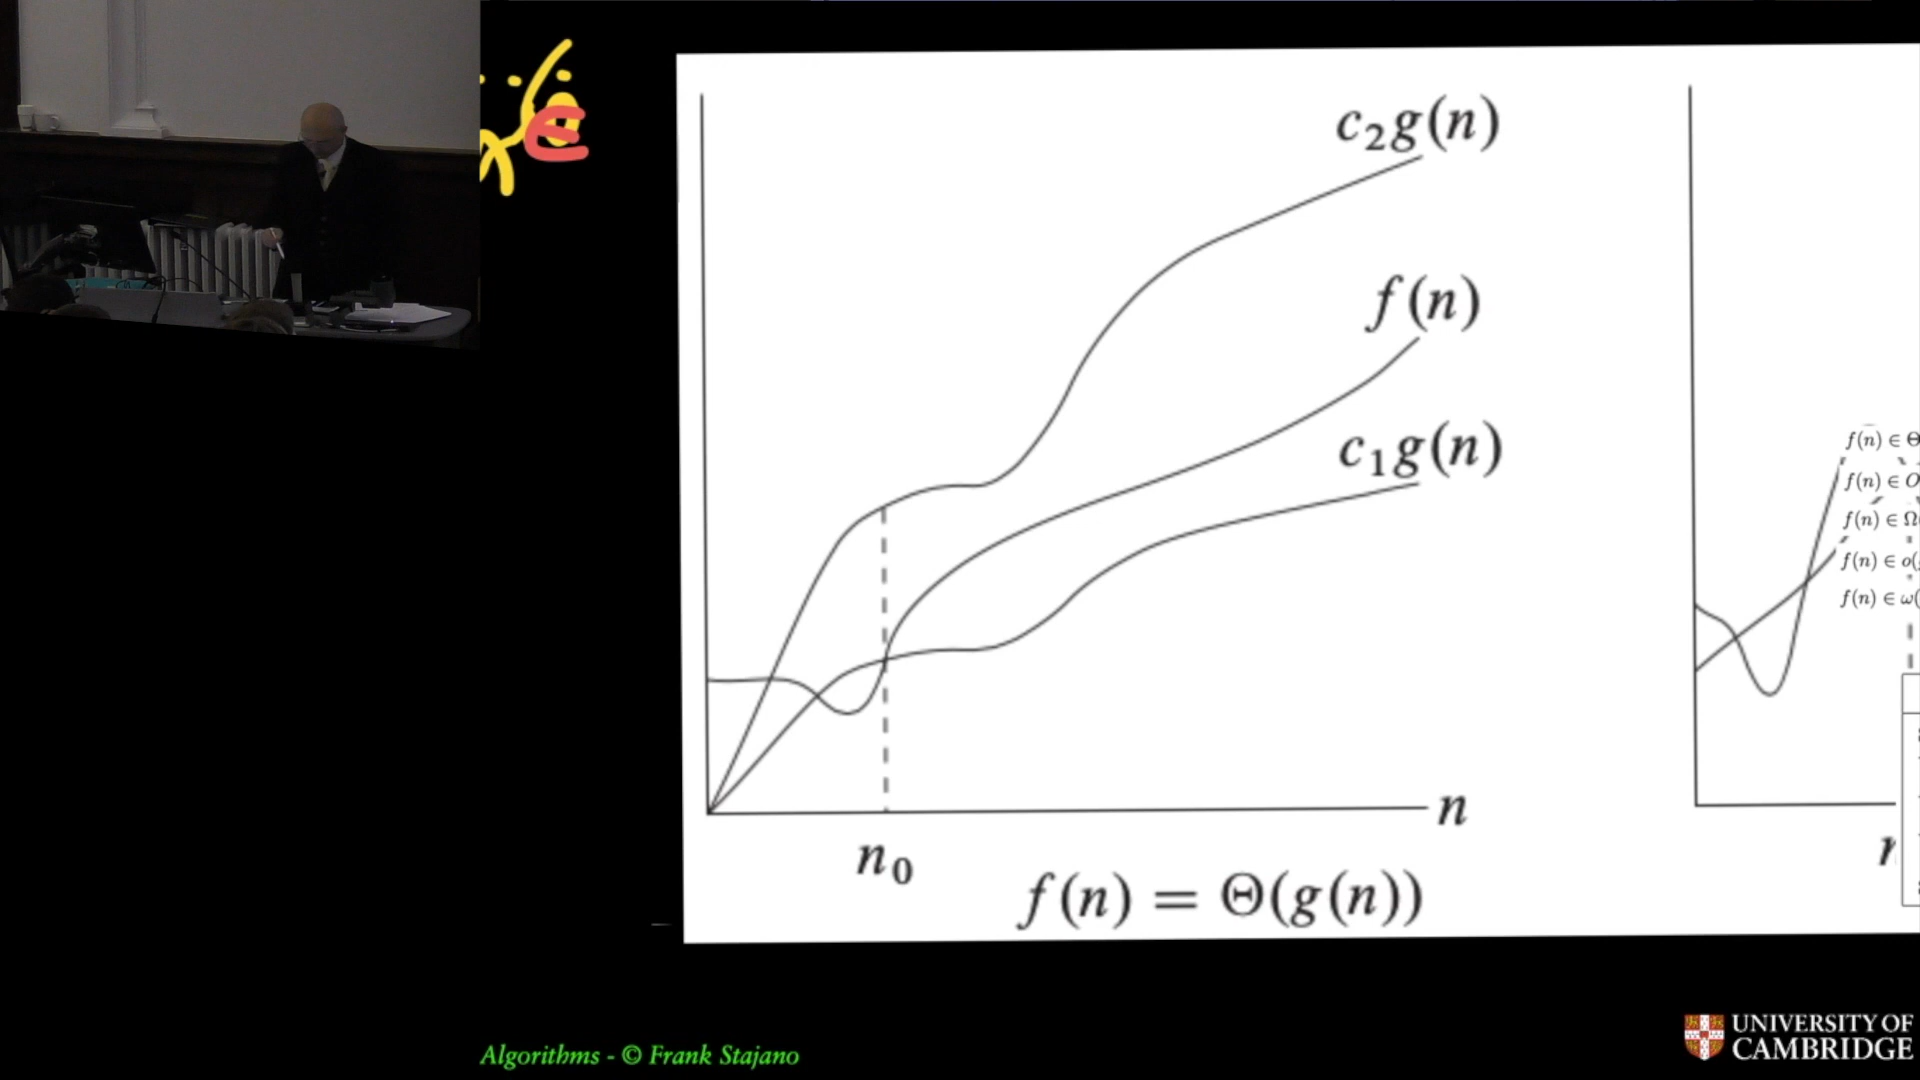 c₂g(n)
f(n)
c₁g(n)
n
n₀
f(n) = Θ(g(n))
f(n) ∈ Θ
f(n) ∈ O
f(n) ∈ Ω
f(n) ∈ o(
f(n) ∈ ω(
Algorithms - © Frank Stajano
UNIVERSITY OF
CAMBRIDGE